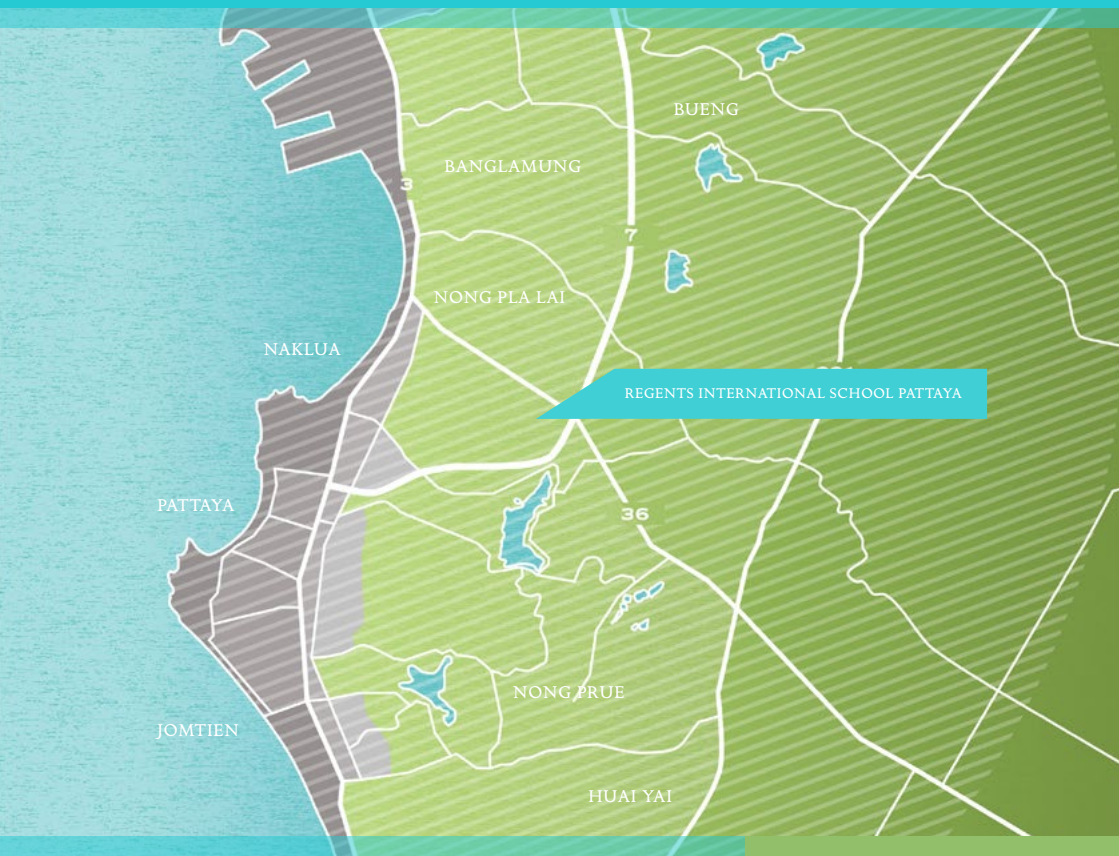 BUENG
BANGLAMUNG
3
7
NONG PLA LAI
NAKLUA
REGENTS INTERNATIONAL SCHOOL PATTAYA
PATTAYA
36
NONG PRUE
JOMTIEN
HUAI YAI